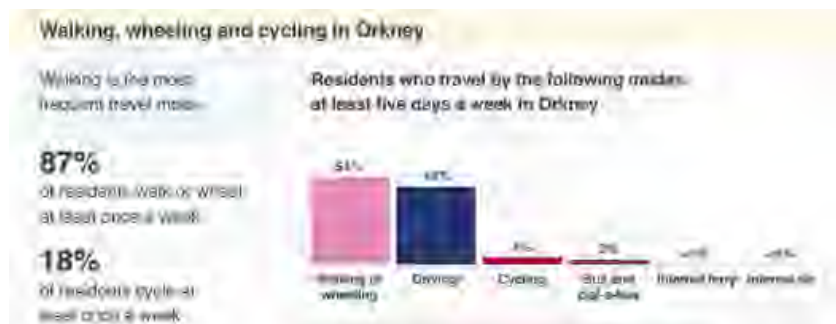 Walking, wheeling and cycling in Orkney
Walking is the most
frequent travel mode
87%
of residents walk or wheel
at least once a week
18%
of residents cycle at
least once a week
Residents who travel by the following modes
at least five days a week in Orkney
Walking or
wheeling
Driving
Cycling
2%
Bus and
Internal ferry
Internal air